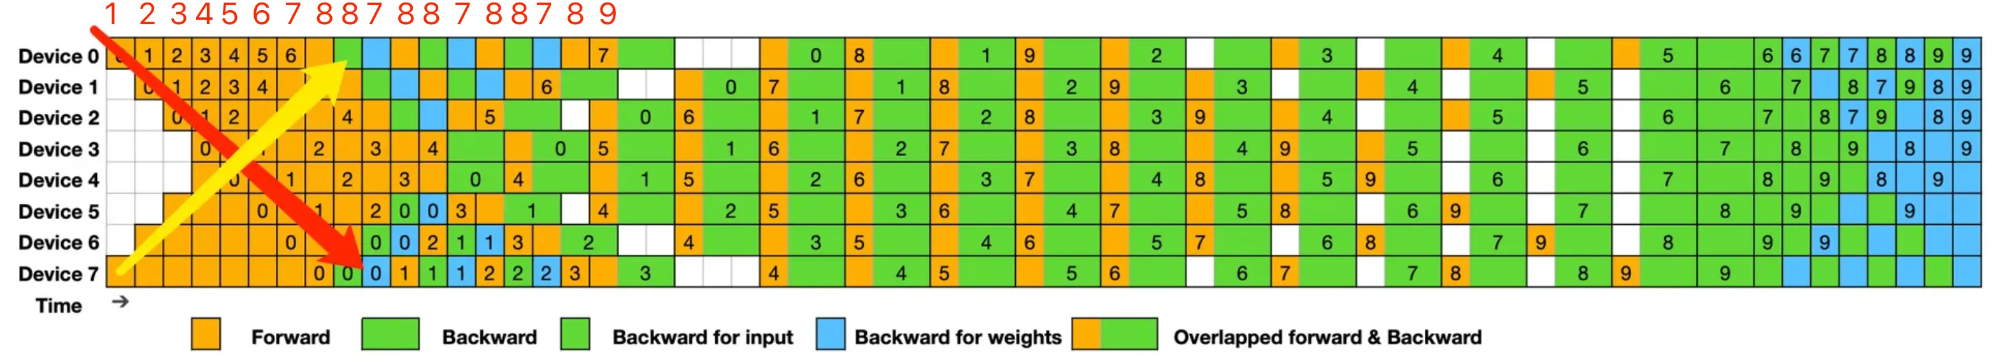 1 2 3 4 5 6 7 8 8 7 8 8 7 8 8 7 8 9
Device 0 1 2 3 4 5 6 7 0 8 1 9 2 3 4 5 6 6 7 7 8 8 9 9
Device 1 0 1 2 3 4 6 0 7 1 8 2 9 3 4 5 6 7 8 7 9 8 9
Device 2 0 1 2 4 5 0 6 1 7 2 8 3 9 4 5 6 7 8 7 9 8 9
Device 3 0 2 3 4 0 5 1 6 2 7 3 8 4 9 5 6 7 8 9 8 9
Device 4 0 1 2 3 0 4 1 5 2 6 3 7 4 8 5 9 6 7 8 9 8 9
Device 5 0 1 2 0 0 3 1 4 2 5 3 6 4 7 5 8 6 9 7 8 9 9
Device 6 0 0 0 2 1 1 3 2 4 3 5 4 6 5 7 6 8 7 9 8 9 9
Device 7 0 0 0 1 1 1 2 2 2 3 3 4 4 5 5 6 6 7 7 8 8 9 9
Time →
Forward Backward Backward for input Backward for weights Overlapped forward & Backward